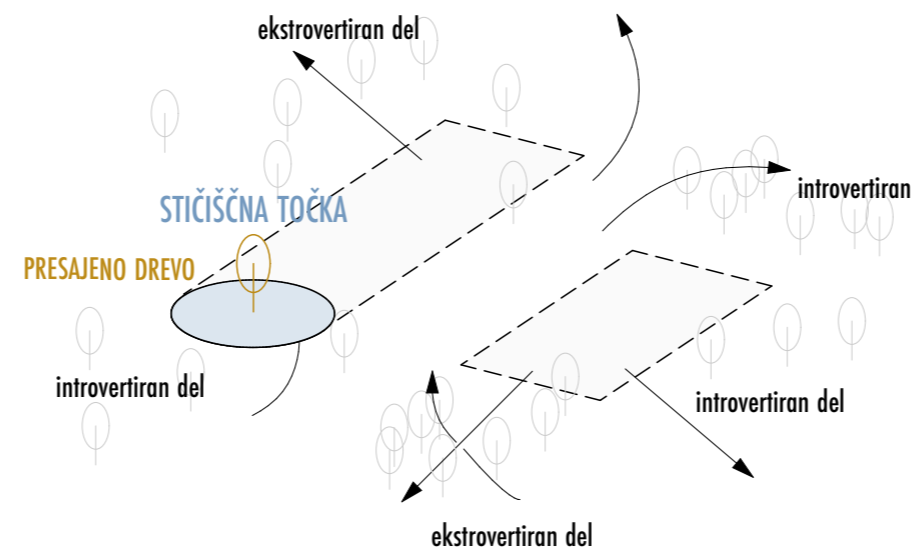 ekstrovertiran del
introvertiran
STIČIŠČNA TOČKA
PRESAJENO DREVO
introvertiran del
introvertiran del
ekstrovertiran del